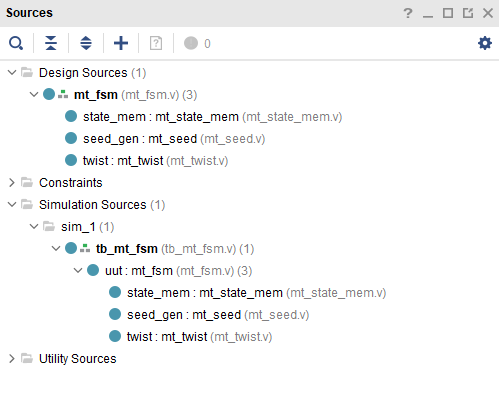 Sources
0
Design Sources (1)
mt_fsm (mt_fsm.v) (3)
state_mem : mt_state_mem (mt_state_mem.v)
seed_gen : mt_seed (mt_seed.v)
twist : mt_twist (mt_twist.v)
Constraints
Simulation Sources (1)
sim_1 (1)
tb_mt_fsm (tb_mt_fsm.v) (1)
uut : mt_fsm (mt_fsm.v) (3)
state_mem : mt_state_mem (mt_state_mem.v)
seed_gen : mt_seed (mt_seed.v)
twist : mt_twist (mt_twist.v)
Utility Sources